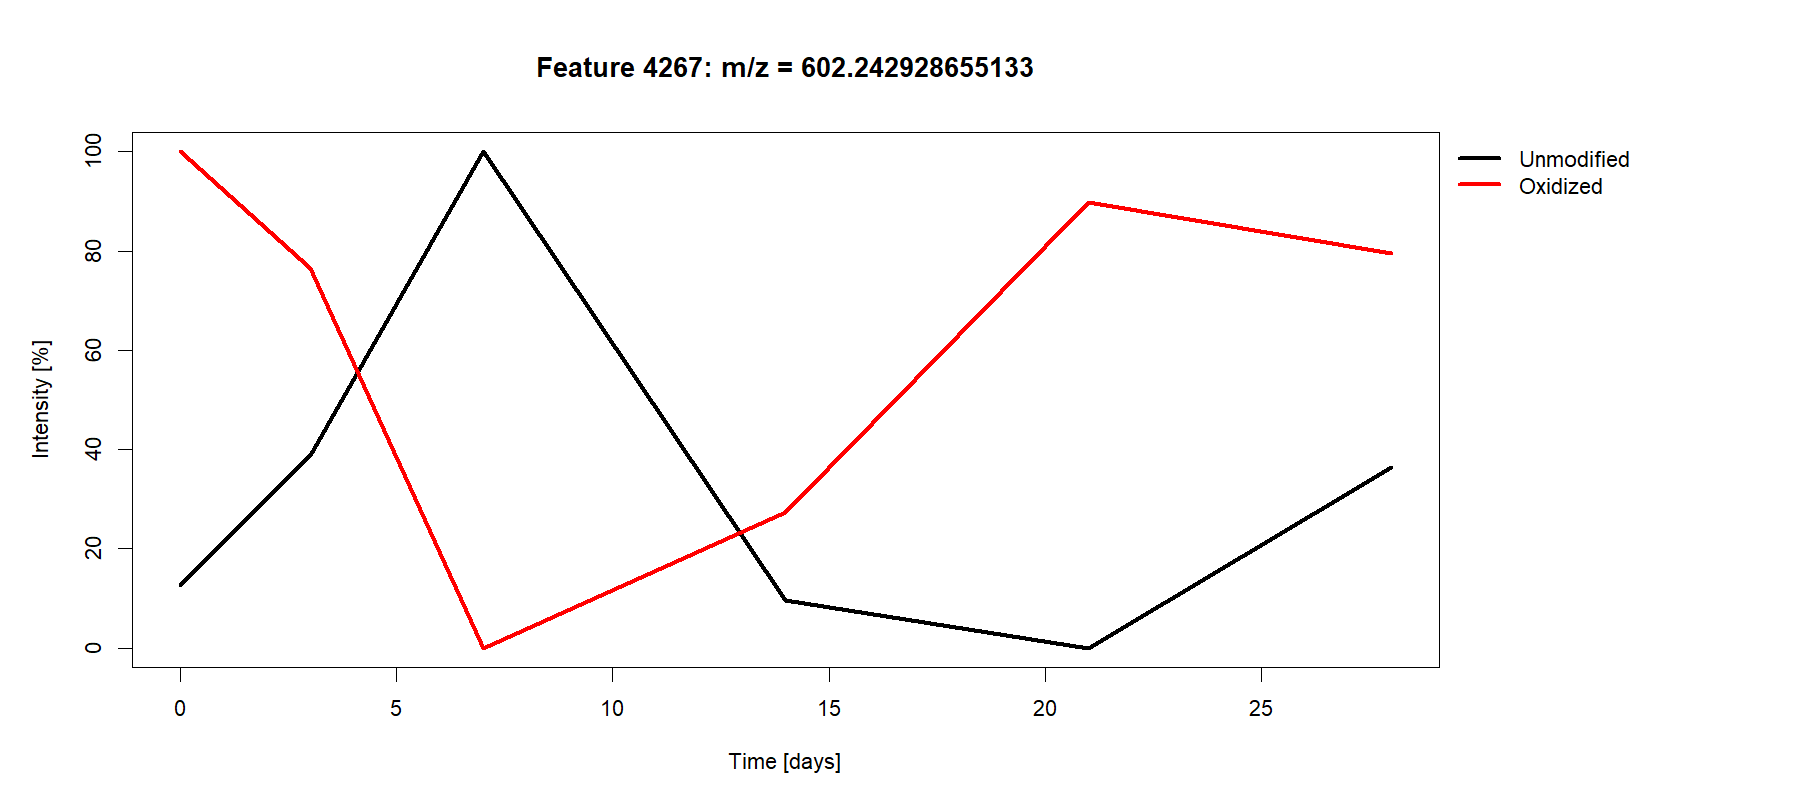 Feature 4267: m/z = 602.242928655133
Unmodified
Oxidized
Intensity [%]
100
80
60
40
20
0
0 5 10 15 20 25
Time [days]